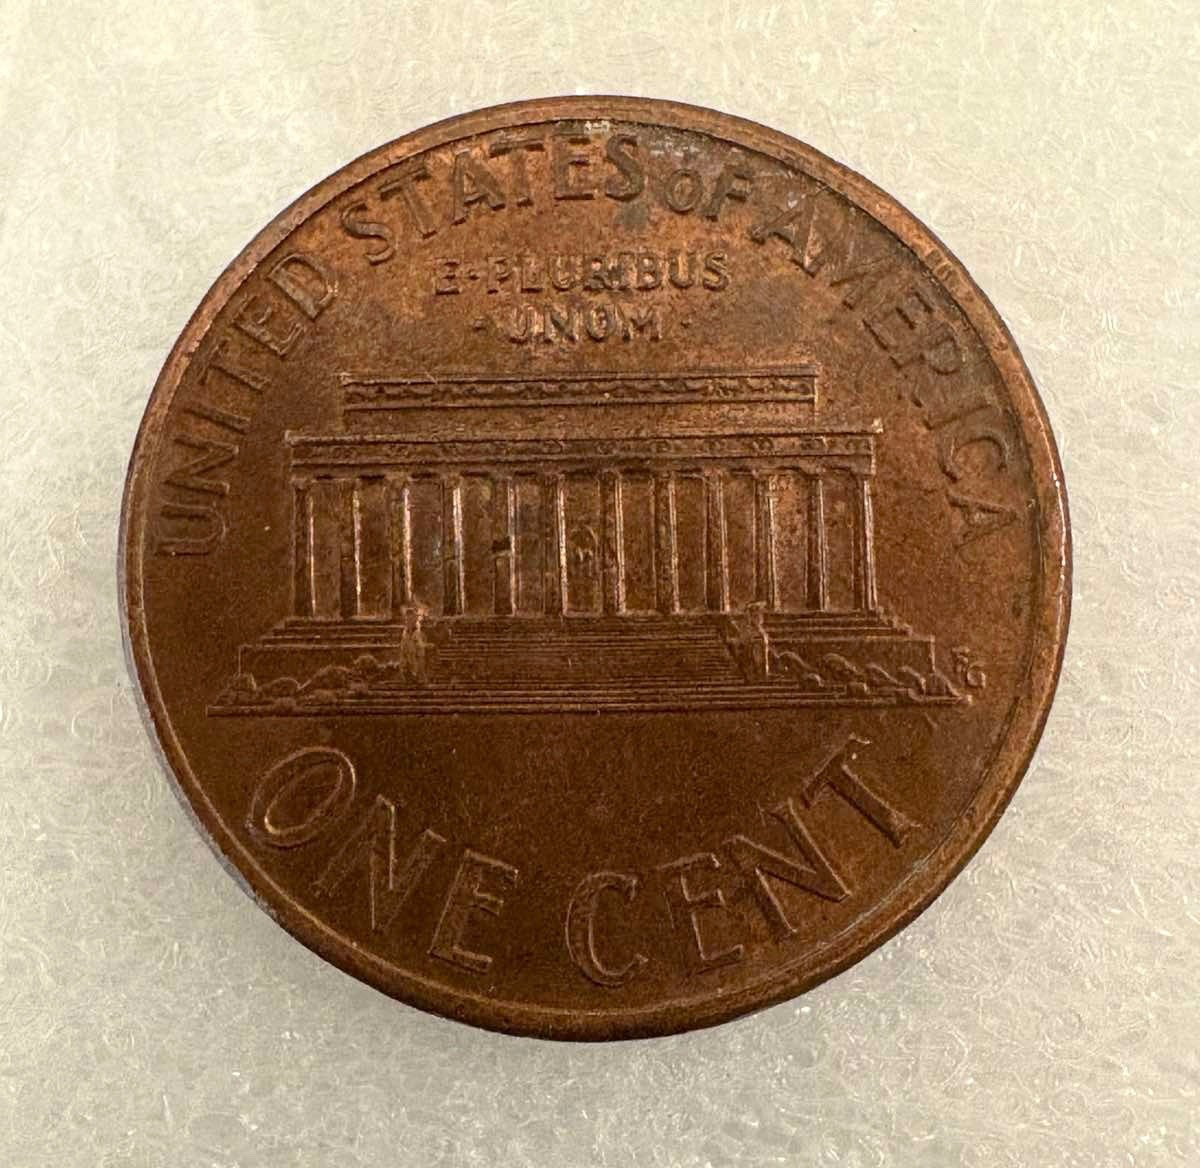 UNITED STATES OF AMERICA
E·PLURIBUS
·UNUM·
ONE CENT
FG